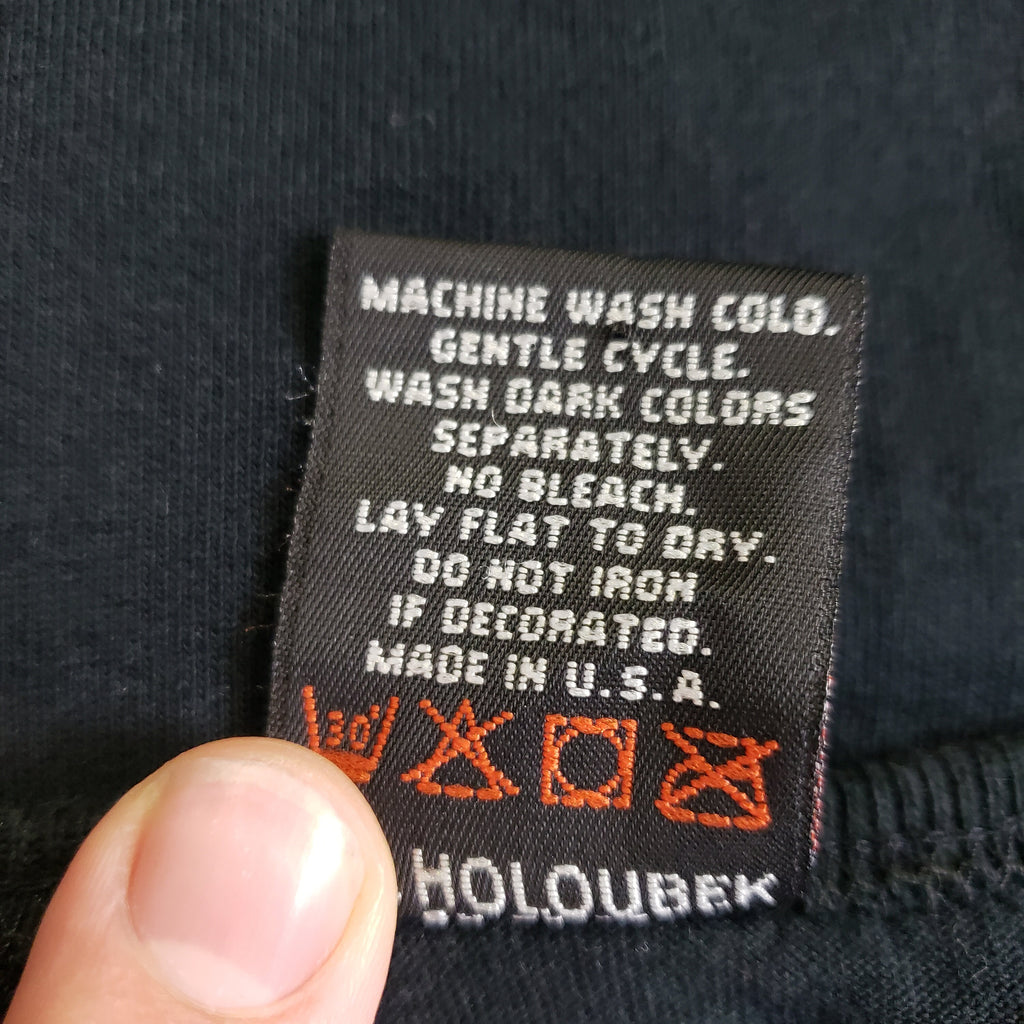 MACHINE WASH COLD.
GENTLE CYCLE.
WASH DARK COLORS
SEPARATELY.
NO BLEACH.
LAY FLAT TO DRY.
DO NOT IRON
IF DECORATED.
MADE IN U.S.A.
30
HOLOUBEK